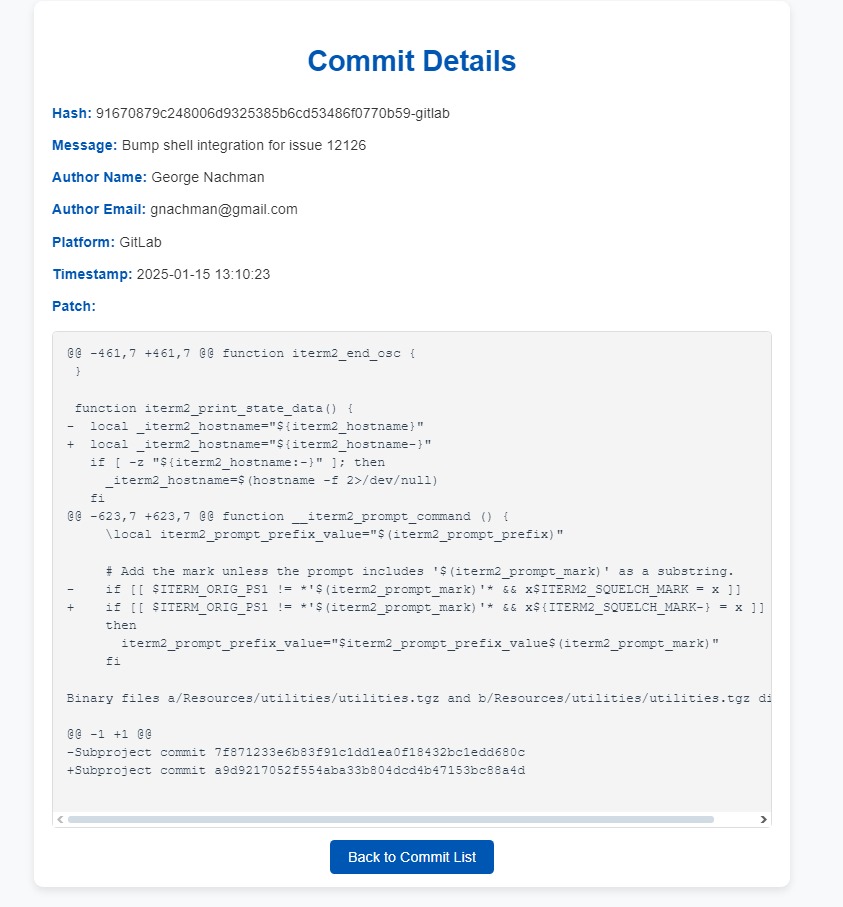 Commit Details
Hash: 91670879c248006d9325385b6cd53486f0770b59-gitlab
Message: Bump shell integration for issue 12126
Author Name: George Nachman
Author Email: gnachman@gmail.com
Platform: GitLab
Timestamp: 2025-01-15 13:10:23
Patch:
@@ -461,7 +461,7 @@ function iterm2_end_osc {
 }

 function iterm2_print_state_data() {
-  local _iterm2_hostname="${iterm2_hostname}"
+  local _iterm2_hostname="${iterm2_hostname-}"
   if [ -z "${iterm2_hostname:-}" ]; then
     _iterm2_hostname=$(hostname -f 2>/dev/null)
   fi
@@ -623,7 +623,7 @@ function __iterm2_prompt_command () {
     \local iterm2_prompt_prefix_value="$(iterm2_prompt_prefix)"

     # Add the mark unless the prompt includes '$(iterm2_prompt_mark)' as a substring.
-    if [[ $ITERM_ORIG_PS1 != *'$(iterm2_prompt_mark)'* && x$ITERM2_SQUELCH_MARK = x ]]
+    if [[ $ITERM_ORIG_PS1 != *'$(iterm2_prompt_mark)'* && x${ITERM2_SQUELCH_MARK-} = x ]]
     then
       iterm2_prompt_prefix_value="$iterm2_prompt_prefix_value$(iterm2_prompt_mark)"
     fi

Binary files a/Resources/utilities/utilities.tgz and b/Resources/utilities/utilities.tgz di

@@ -1 +1 @@
-Subproject commit 7f871233e6b83f91c1dd1ea0f18432bc1edd680c
+Subproject commit a9d9217052f554aba33b804dcd4b47153bc88a4d
Back to Commit List